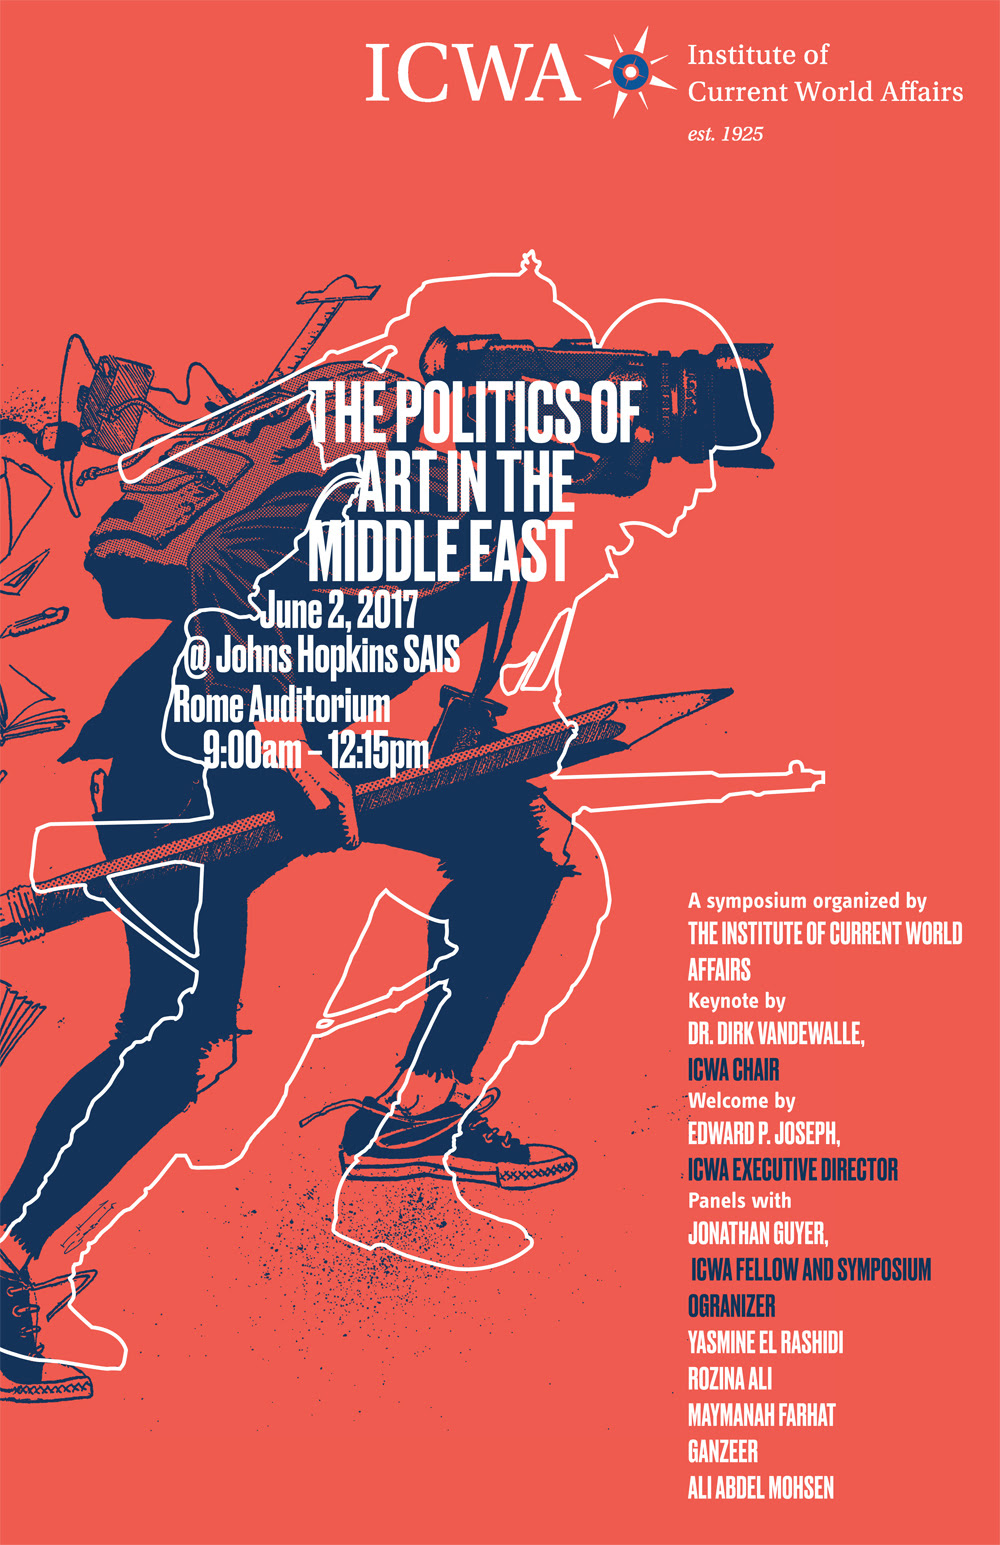 ICWA
Institute of
Current World Affairs
est. 1925
THE POLITICS OF
ART IN THE
MIDDLE EAST
June 2, 2017
@ Johns Hopkins SAIS
Rome Auditorium
9:00am – 12:15pm
A symposium organized by
THE INSTITUTE OF CURRENT WORLD
AFFAIRS
Keynote by
DR. DIRK VANDEWALLE,
ICWA CHAIR
Welcome by
EDWARD P. JOSEPH,
ICWA EXECUTIVE DIRECTOR
Panels with
JONATHAN GUYER,
ICWA FELLOW AND SYMPOSIUM
OGRANIZER
YASMINE EL RASHIDI
ROZINA ALI
MAYMANAH FARHAT
GANZEER
ALI ABDEL MOHSEN